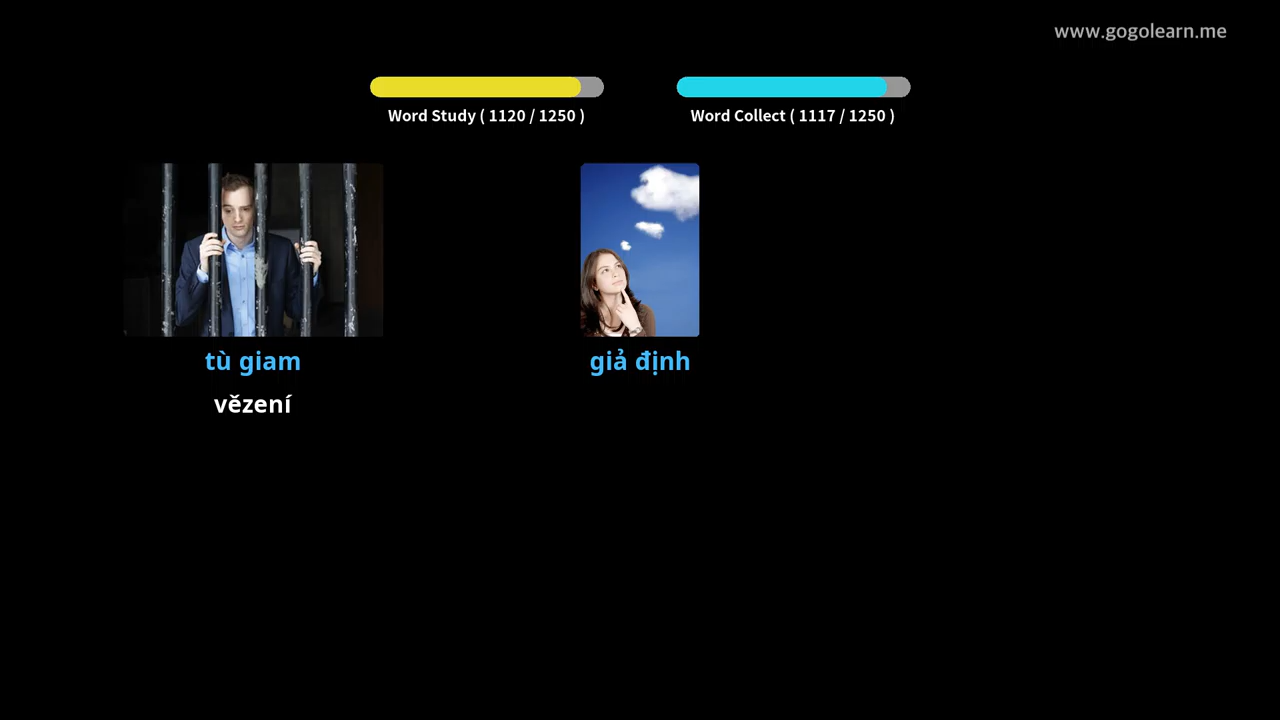 www.gogolearn.me
Word Study ( 1120 / 1250 )
Word Collect ( 1117 / 1250 )
tù giam
vězení
giả định